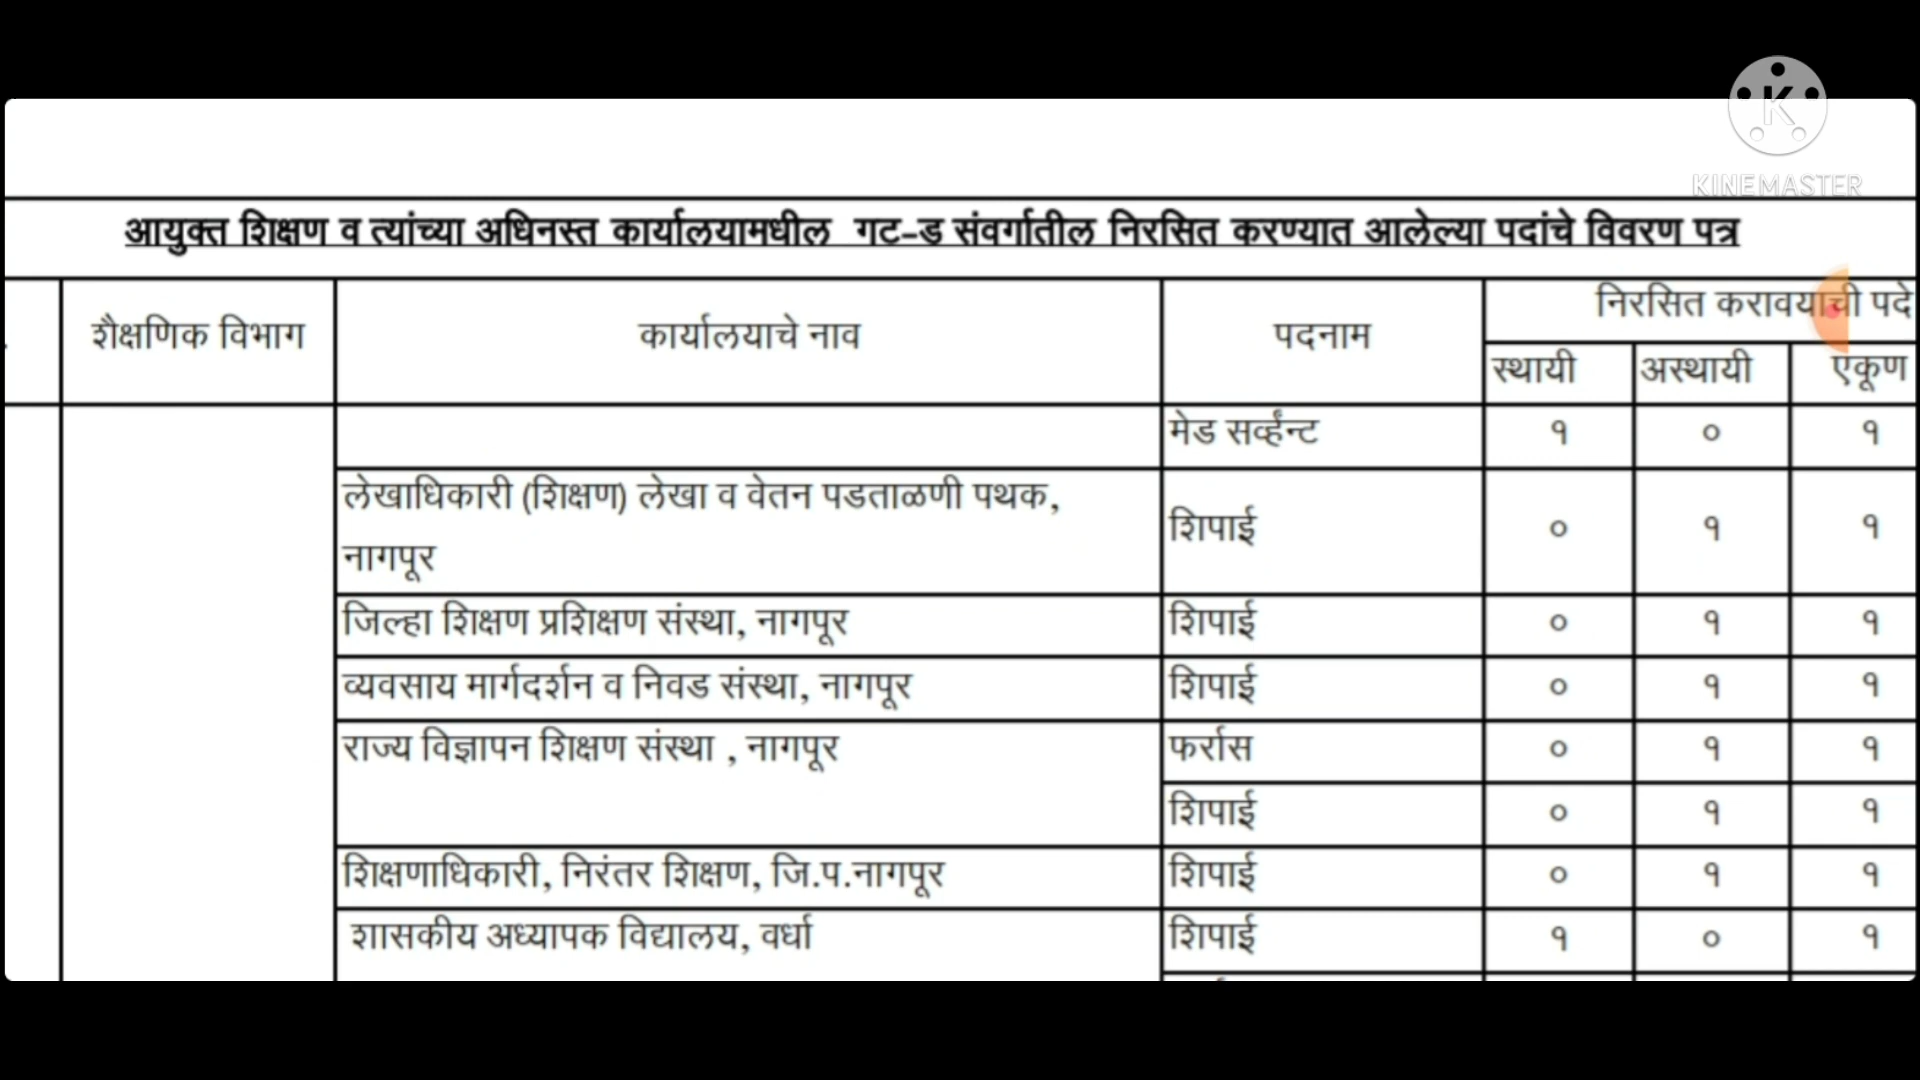 K
KINEMASTER
आयुक्त शिक्षण व त्यांच्या अधिनस्त कार्यालयामधील गट-ड संवर्गातील निरसित करण्यात आलेल्या पदांचे विवरण पत्र
शैक्षणिक विभाग कार्यालयाचे नाव पदनाम निरसित करावयाची पदे
स्थायी अस्थायी एकूण
मेड सर्व्हंन्ट १ ० १
लेखाधिकारी (शिक्षण) लेखा व वेतन पडताळणी पथक,
नागपूर शिपाई ० १ १
जिल्हा शिक्षण प्रशिक्षण संस्था, नागपूर शिपाई ० १ १
व्यवसाय मार्गदर्शन व निवड संस्था, नागपूर शिपाई ० १ १
राज्य विज्ञापन शिक्षण संस्था , नागपूर फर्रास ० १ १
शिपाई ० १ १
शिक्षणाधिकारी, निरंतर शिक्षण, जि.प.नागपूर शिपाई ० १ १
शासकीय अध्यापक विद्यालय, वर्धा शिपाई १ ० १